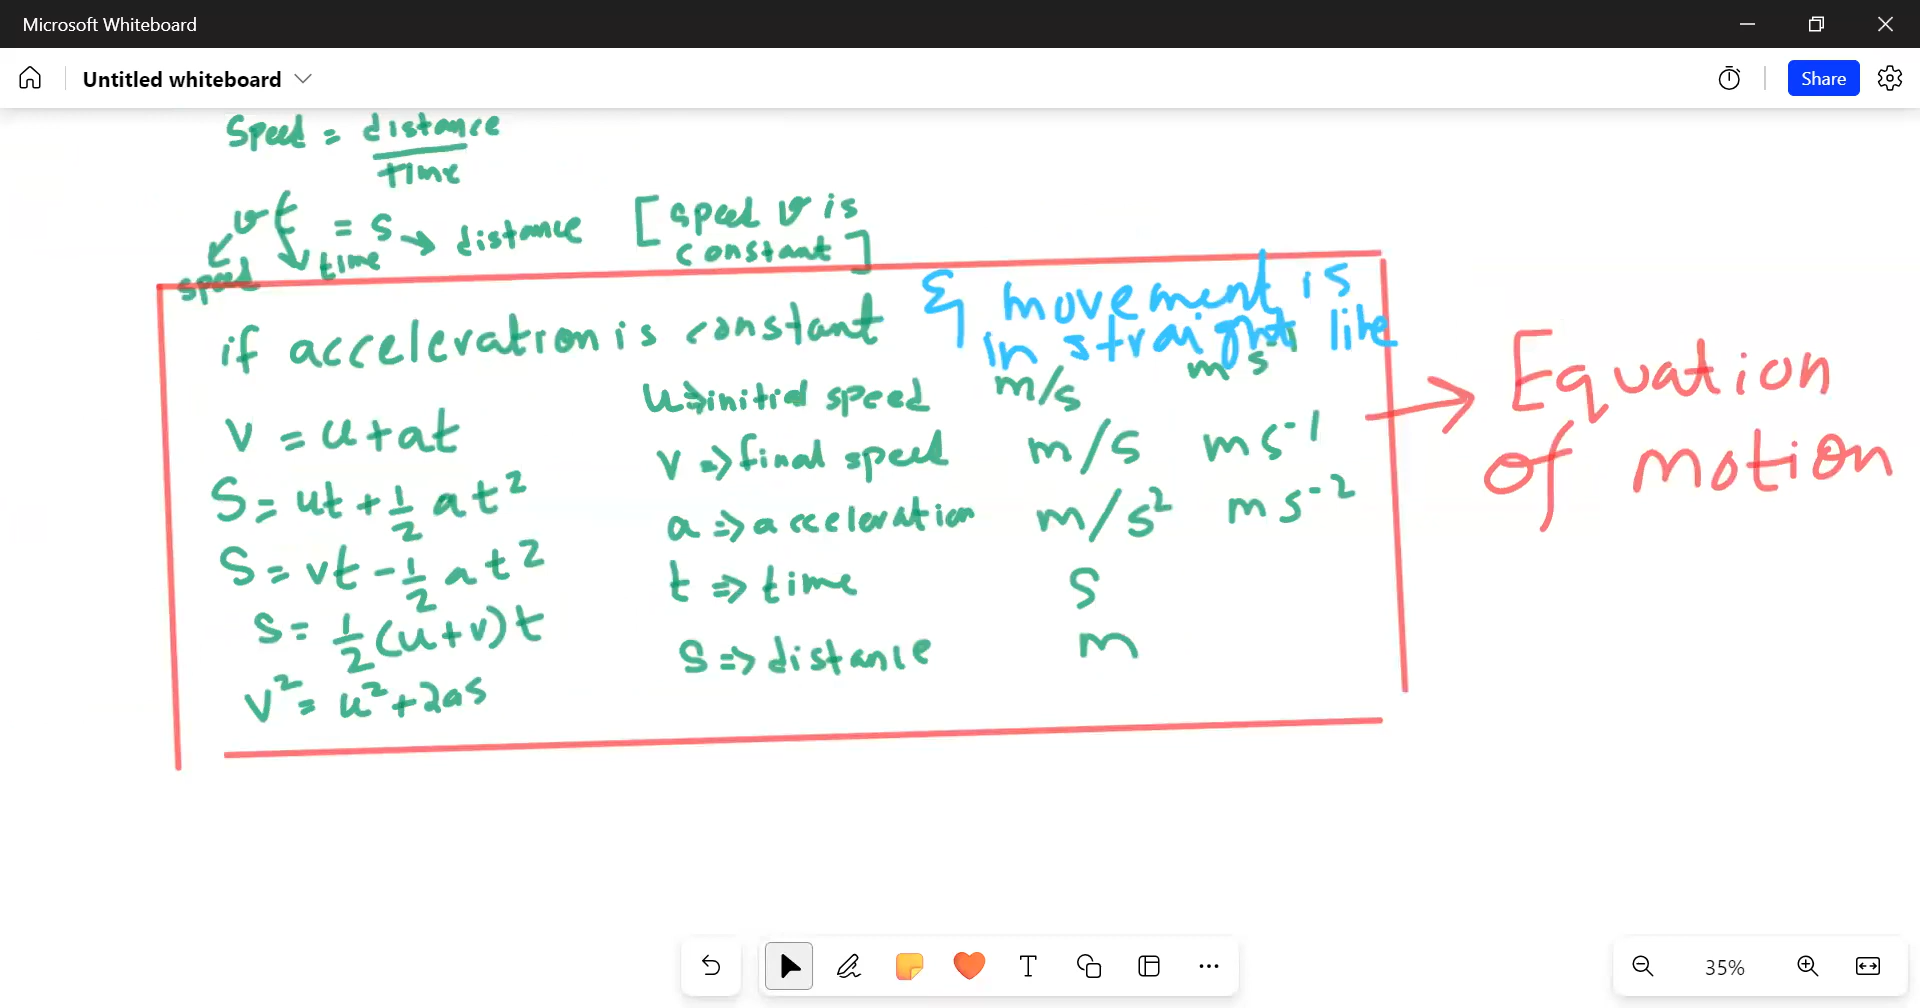 Microsoft Whiteboard
Untitled whiteboard
Share
Speed = distance
time
vt = s → distance [speed v is
speed time constant]
if acceleration is constant & movement is
in straight like
u ⇒ initial speed m/s m s⁻¹
v = u + at v ⇒ final speed m/s m s⁻¹
S = ut + 1/2 at² a ⇒ acceleration m/s² m s⁻²
S = vt - 1/2 at² t ⇒ time S
S = 1/2 (u+v)t S ⇒ distance m
v² = u² + 2as
Equation
of motion
35%